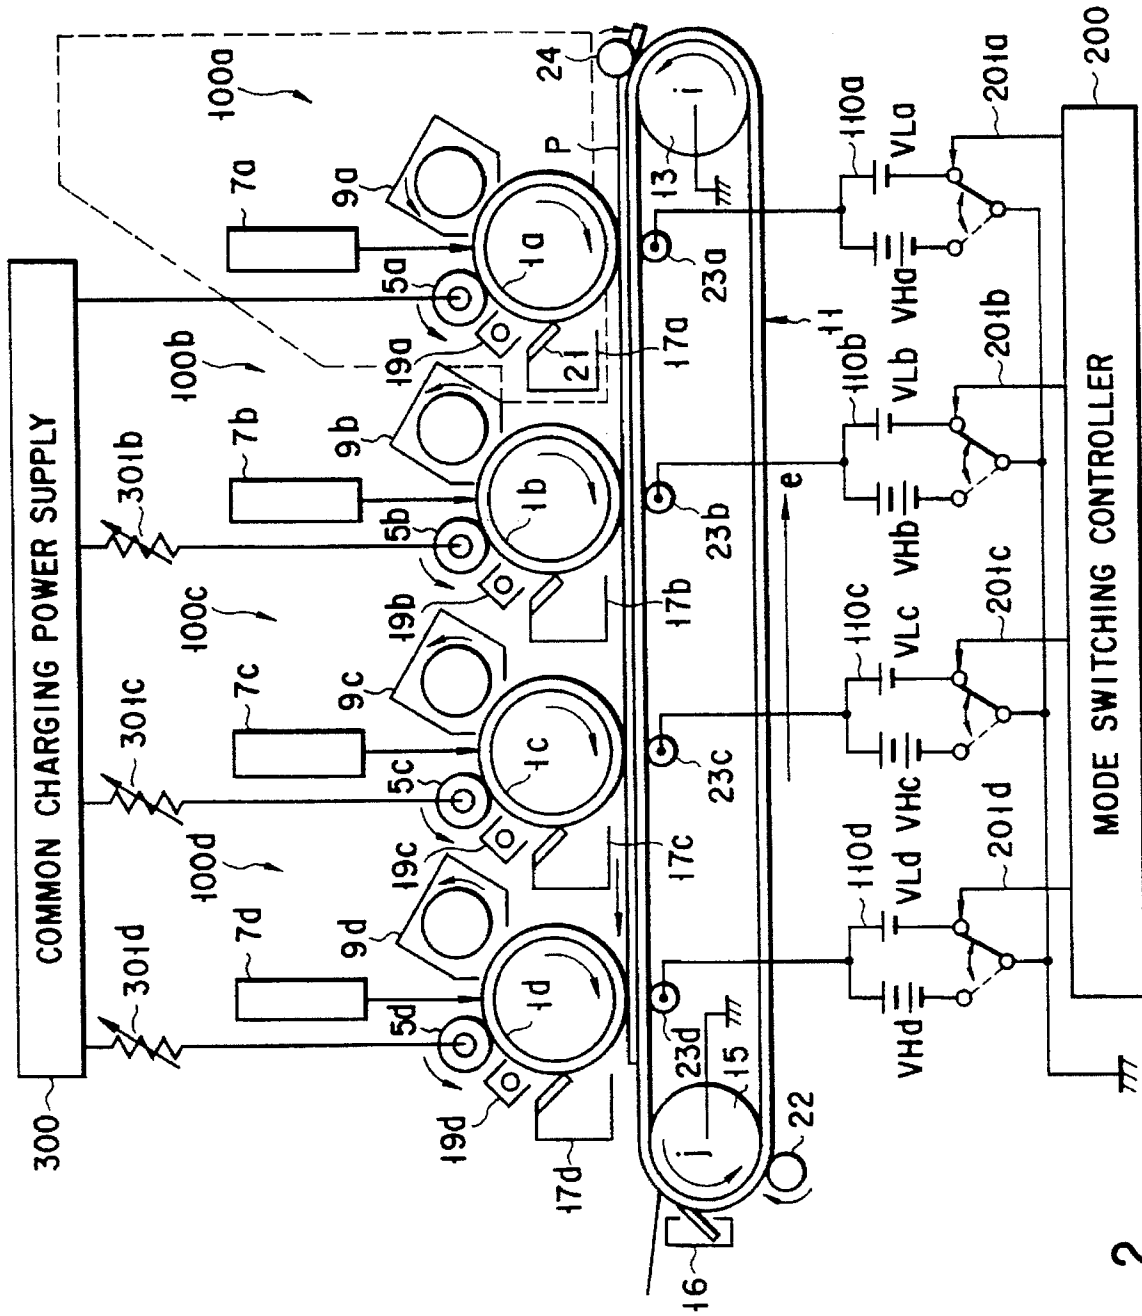 300
COMMON CHARGING POWER SUPPLY
301d
301c
301b
100d
100c
100b
100a
7d
7c
7b
7a
9d
9c
9b
9a
5d
5c
5b
5a
1d
1c
1b
1a
19d
19c
19b
19a
21
17d
17c
17b
17a
P
24
16
j
15
22
23d
23c
23b
23a
13
i
e
11
110d
110c
110b
110a
VHd
VLd
VHc
VLc
VHb
VLb
VHa
VLa
201d
201c
201b
201a
MODE SWITCHING CONTROLLER
200
2